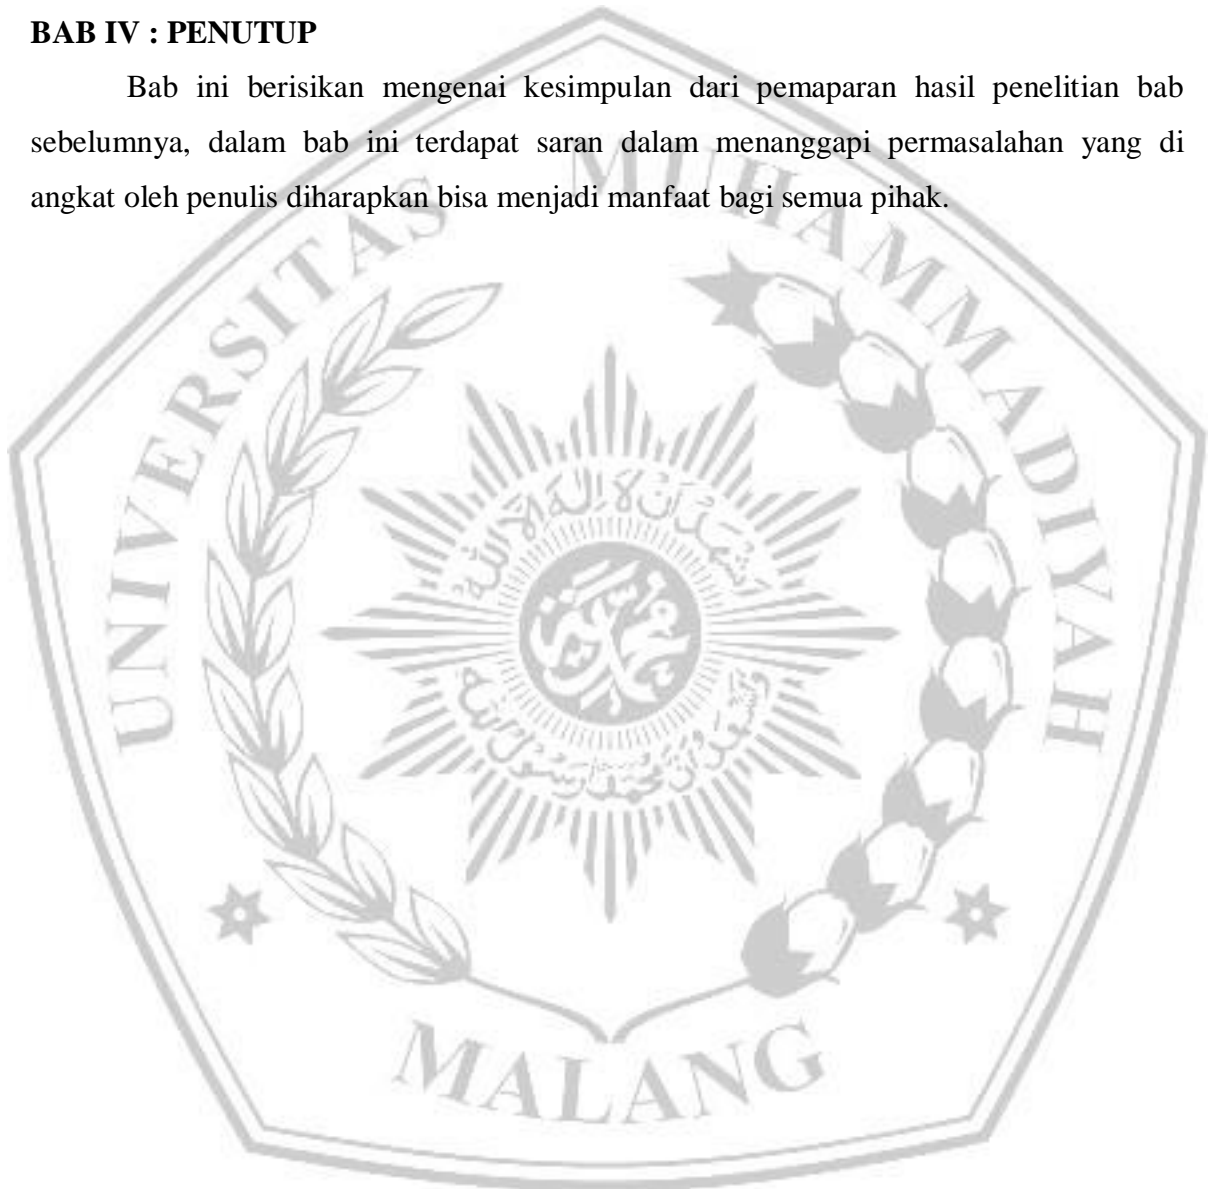 BAB IV : PENUTUP
Bab ini berisikan mengenai kesimpulan dari pemaparan hasil penelitian bab
sebelumnya, dalam bab ini terdapat saran dalam menanggapi permasalahan yang di
angkat oleh penulis diharapkan bisa menjadi manfaat bagi semua pihak.
UNIVERSITAS MUHAMMADIYAH
MALANG